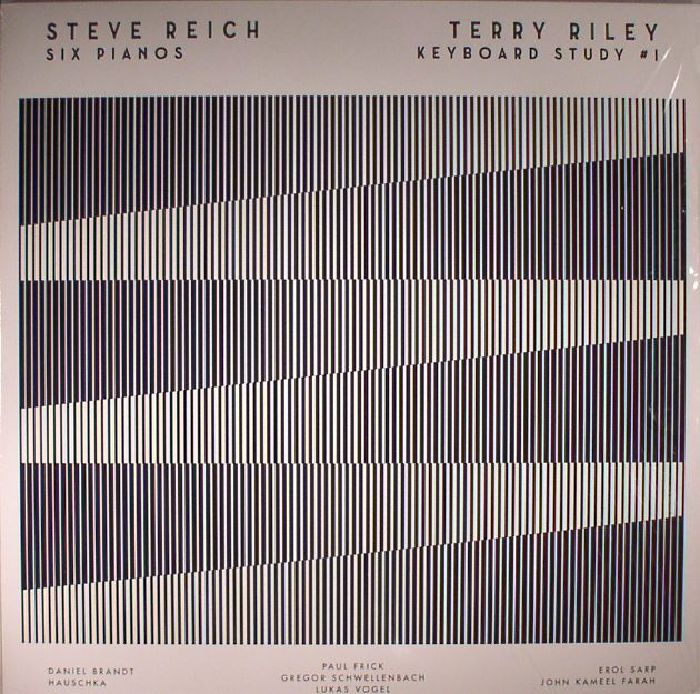 STEVE REICH
SIX PIANOS
TERRY RILEY
KEYBOARD STUDY #1
DANIEL BRANDT
HAUSCHKA
PAUL FRICK
GREGOR SCHWELLENBACH
LUKAS VOGEL
EROL SARP
JOHN KAMEEL FARAH